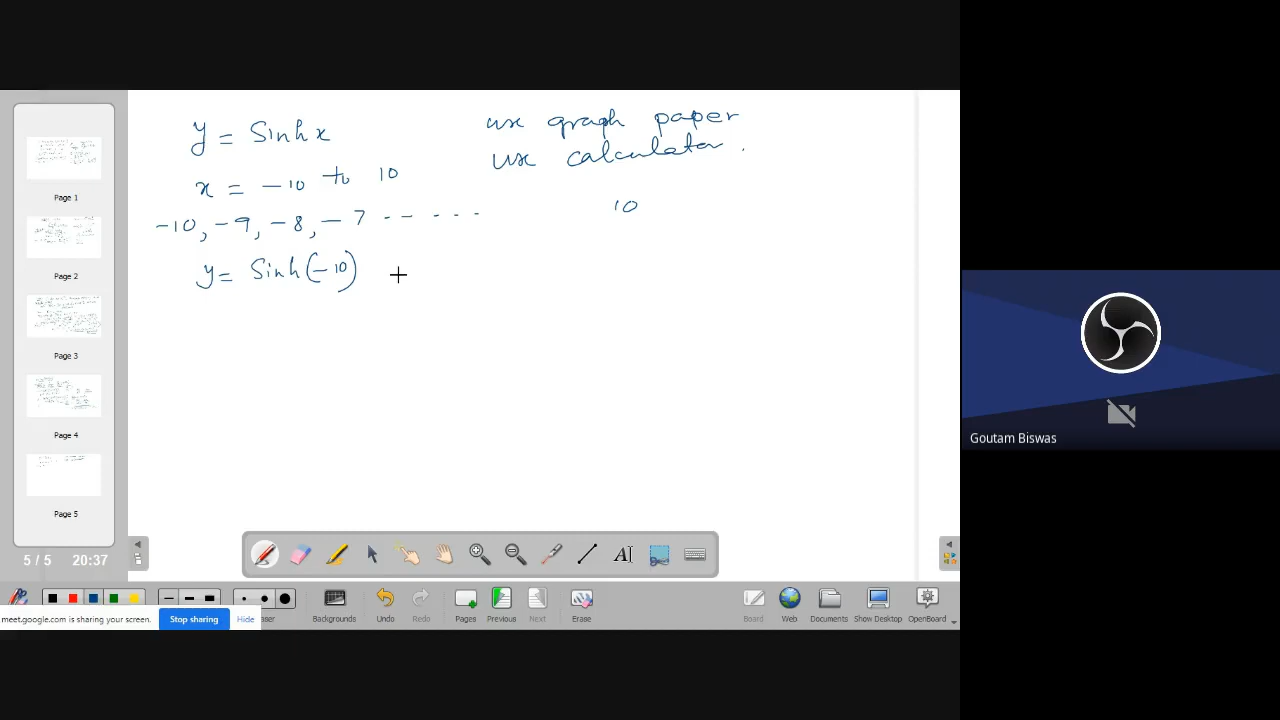 y = Sinhx
use graph paper
use calculator.
x = -10 to 10
-10, -9, -8, -7 -- - - -
10
y = Sinh(-10)
Page 1
Page 2
Page 3
Page 4
Page 5
5 / 5 20:37
Goutam Biswas
Backgrounds
Undo
Redo
Pages
Previous
Next
Erase
Board
Web
Documents
Show Desktop
OpenBoard
meet.google.com is sharing your screen.
Stop sharing
Hide